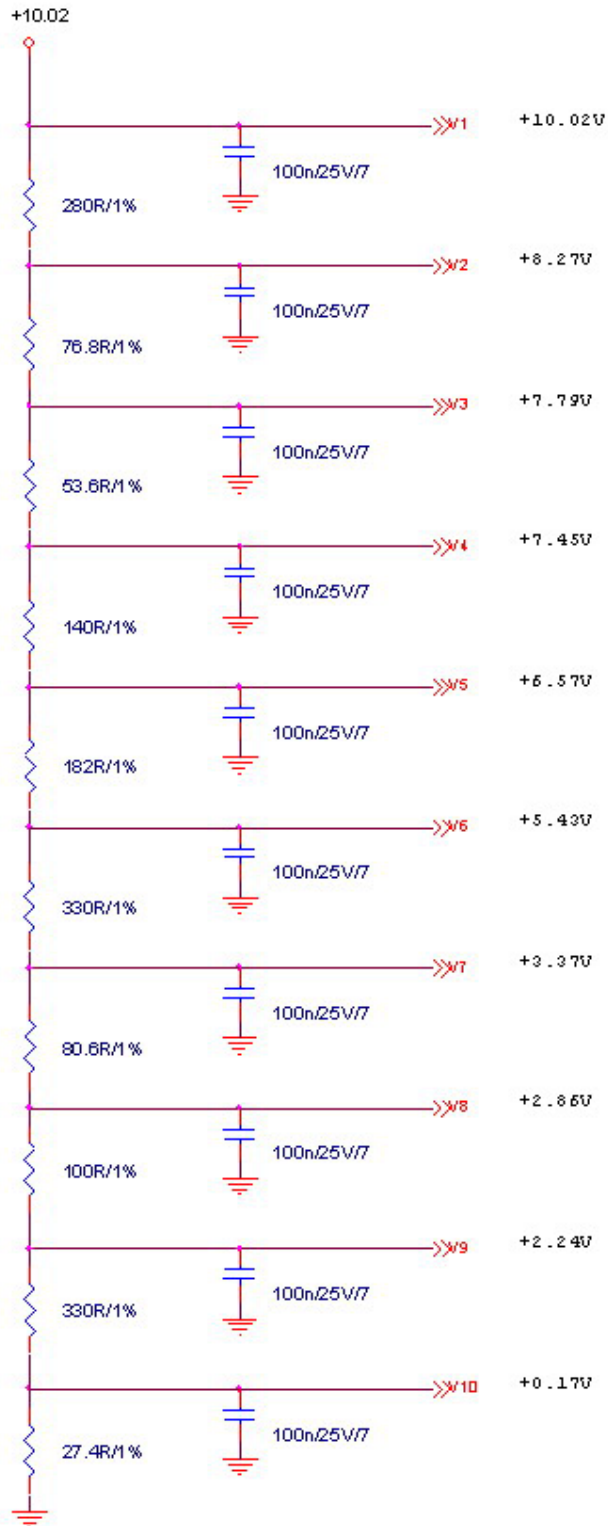 +10.02
V1 +10.02V
100n/25V/7
280R/1%
V2 +8.27V
100n/25V/7
76.8R/1%
V3 +7.79V
100n/25V/7
53.6R/1%
V4 +7.45V
100n/25V/7
140R/1%
V5 +6.57V
100n/25V/7
182R/1%
V6 +5.43V
100n/25V/7
330R/1%
V7 +3.37V
100n/25V/7
80.6R/1%
V8 +2.86V
100n/25V/7
100R/1%
V9 +2.24V
100n/25V/7
330R/1%
V10 +0.17V
100n/25V/7
27.4R/1%